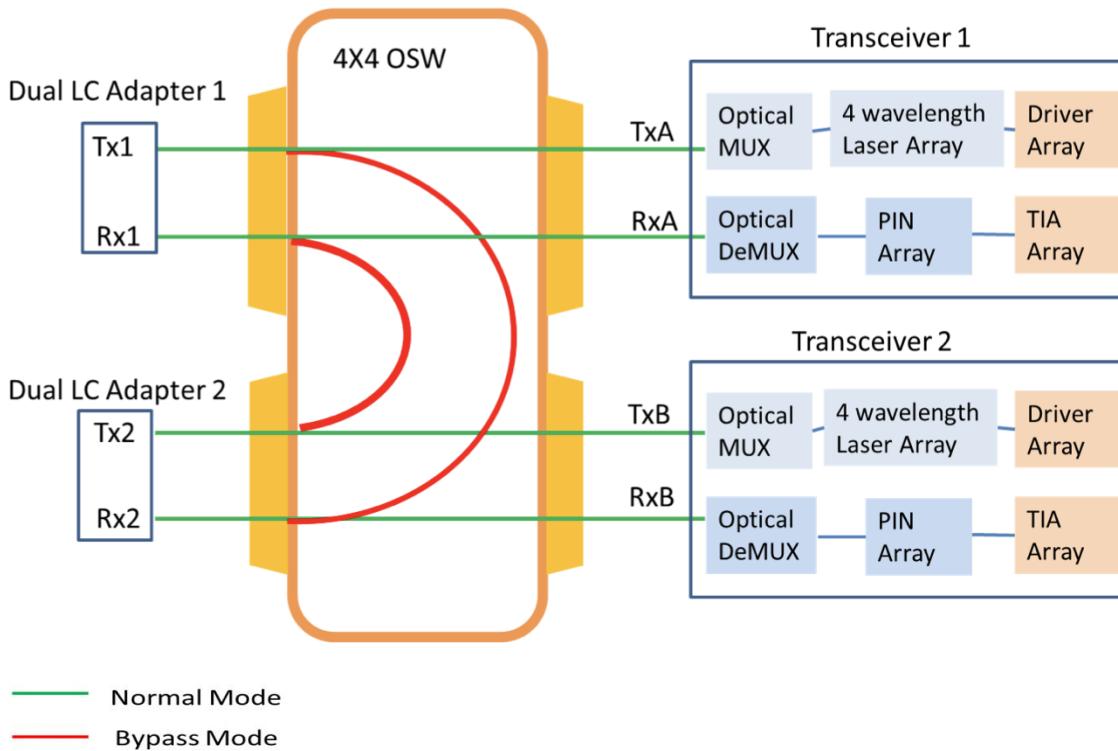 4X4 OSW
Transceiver 1
Dual LC Adapter 1
Tx1
Rx1
TxA
RxA
Optical
MUX
4 wavelength
Laser Array
Driver
Array
Optical
DeMUX
PIN
Array
TIA
Array
Transceiver 2
Dual LC Adapter 2
Tx2
Rx2
TxB
RxB
Optical
MUX
4 wavelength
Laser Array
Driver
Array
Optical
DeMUX
PIN
Array
TIA
Array
Normal Mode
Bypass Mode